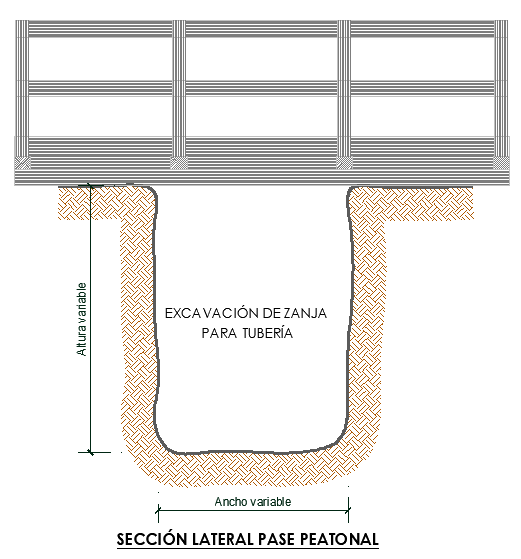 EXCAVACIÓN DE ZANJA
PARA TUBERÍA
Altura variable
Ancho variable
SECCIÓN LATERAL PASE PEATONAL